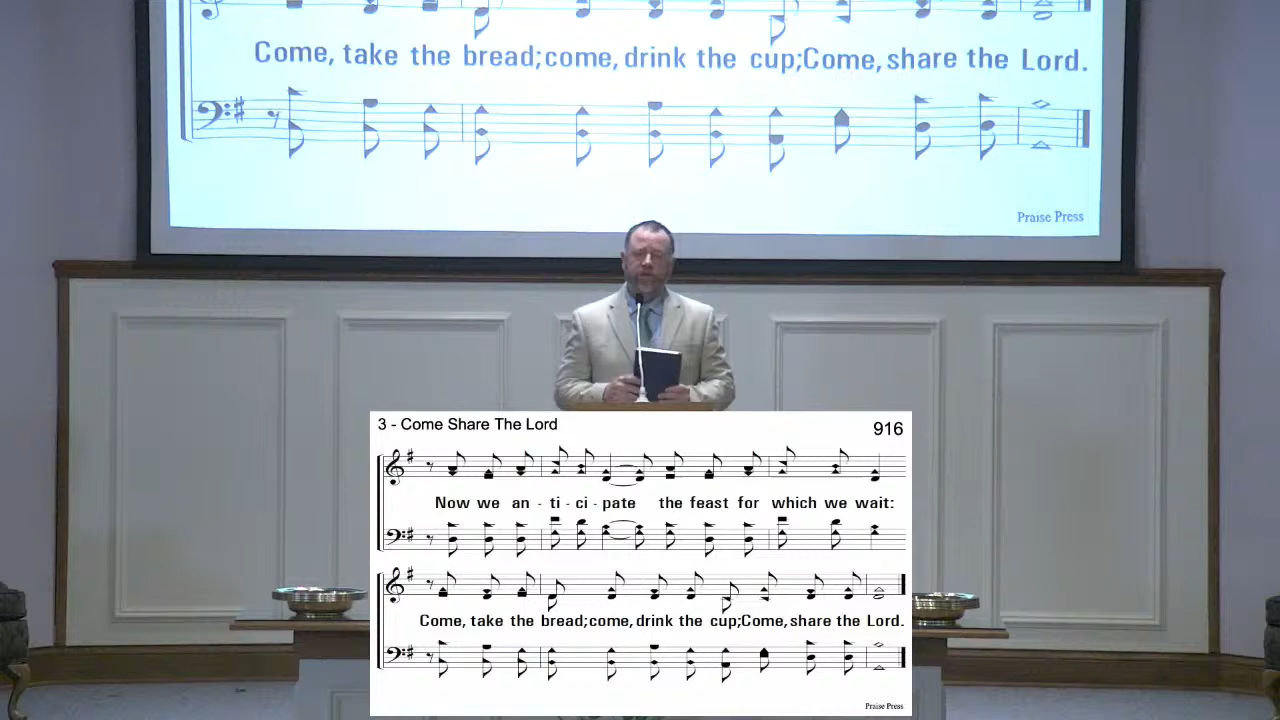 Come, take the bread;come, drink the cup;Come, share the Lord.
Praise Press
3 - Come Share The Lord
916
Now we an - ti - ci - pate the feast for which we wait:
Come, take the bread;come, drink the cup;Come, share the Lord.
Praise Press